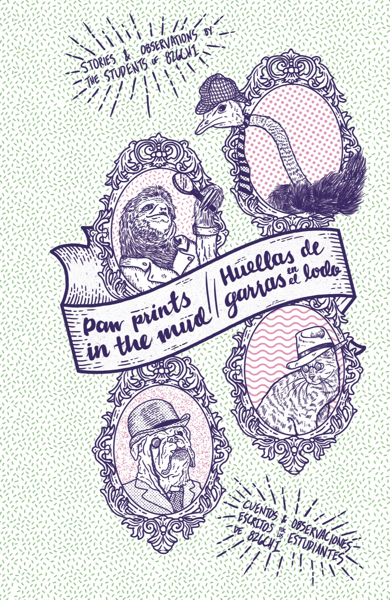 STORIES & OBSERVATIONS BY
THE STUDENTS OF 826CHI
Paw prints
in the mud
//
Huellas de
garras en el lodo
CUENTOS & OBSERVACIONES
ESCRITOS POR LOS ESTUDIANTES
DE 826CHI